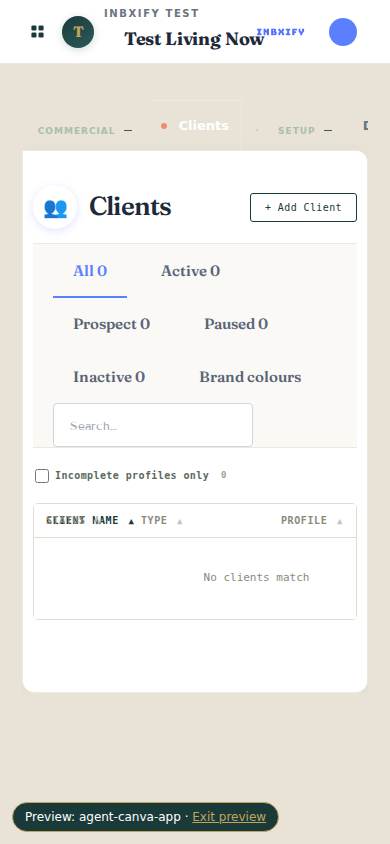 INBXIFY TEST
T
Test Living Now
INBXIFY
COMMERCIAL
Clients
SETUP
Clients
+ Add Client
All 0
Active 0
Prospect 0
Paused 0
Inactive 0
Brand colours
Search…
Incomplete profiles only 0
CLIENT NAME ▲ TYPE ▲ PROFILE ▲
No clients match
Preview: agent-canva-app · Exit preview